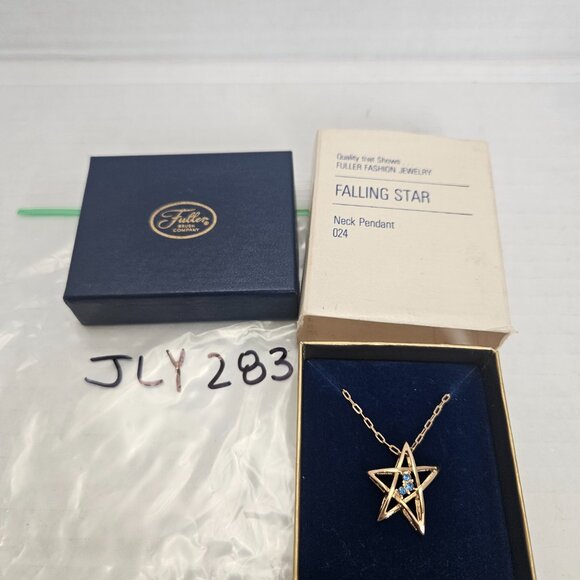 Fuller®
BRUSH
COMPANY
Quality that Shows . . .
FULLER FASHION JEWELRY
FALLING STAR
Neck Pendant
024
JLY 283